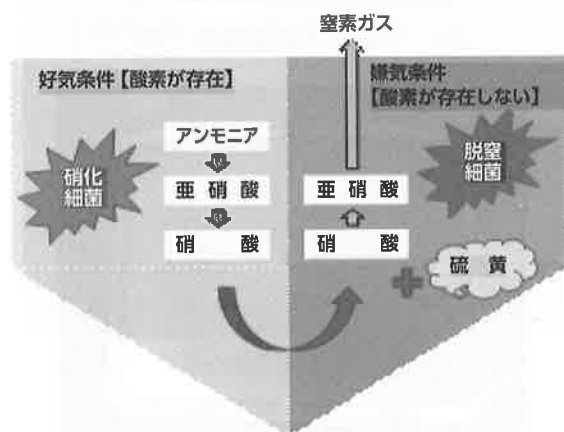 窒素ガス
好気条件【酸素が存在】
嫌気条件
【酸素が存在しない】
硝化
細菌
アンモニア
亜硝酸
硝酸
亜硝酸
硝酸
脱窒
細菌
硫黄